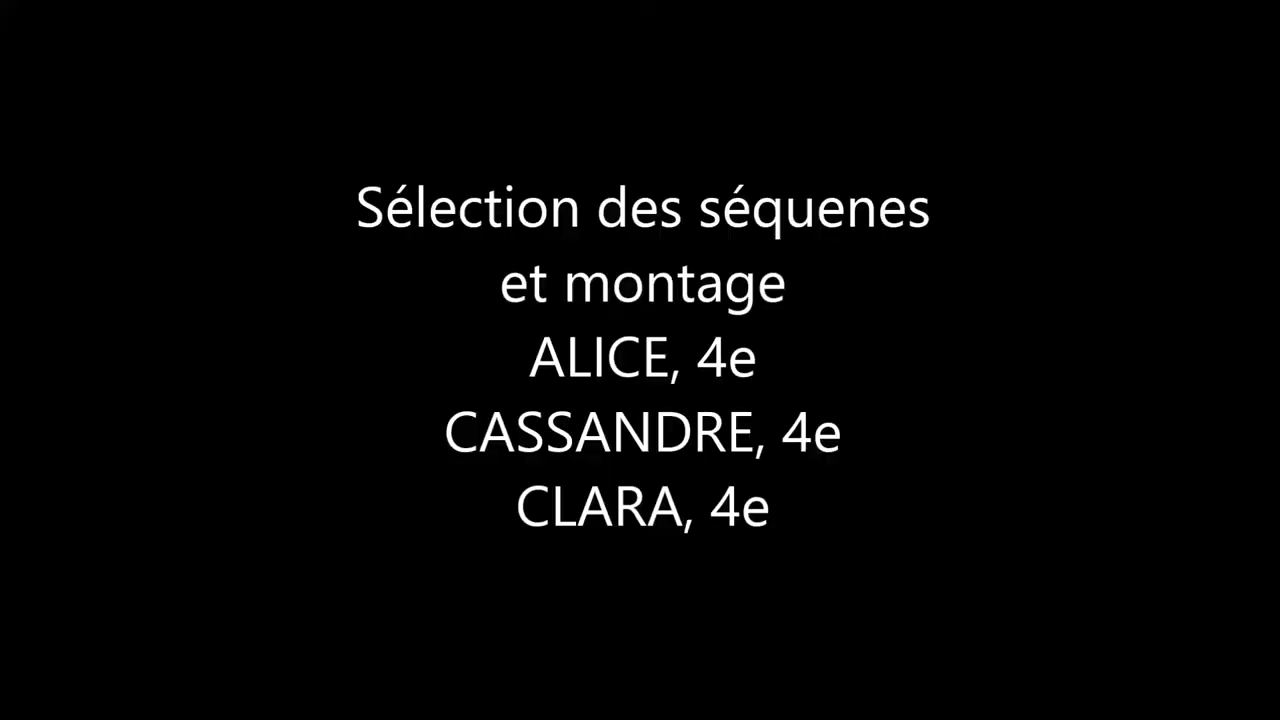 Sélection des séquenes
et montage
ALICE, 4e
CASSANDRE, 4e
CLARA, 4e